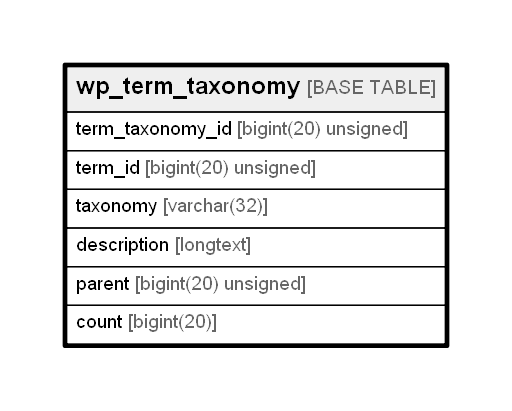 wp_term_taxonomy [BASE TABLE]
term_taxonomy_id [bigint(20) unsigned]
term_id [bigint(20) unsigned]
taxonomy [varchar(32)]
description [longtext]
parent [bigint(20) unsigned]
count [bigint(20)]